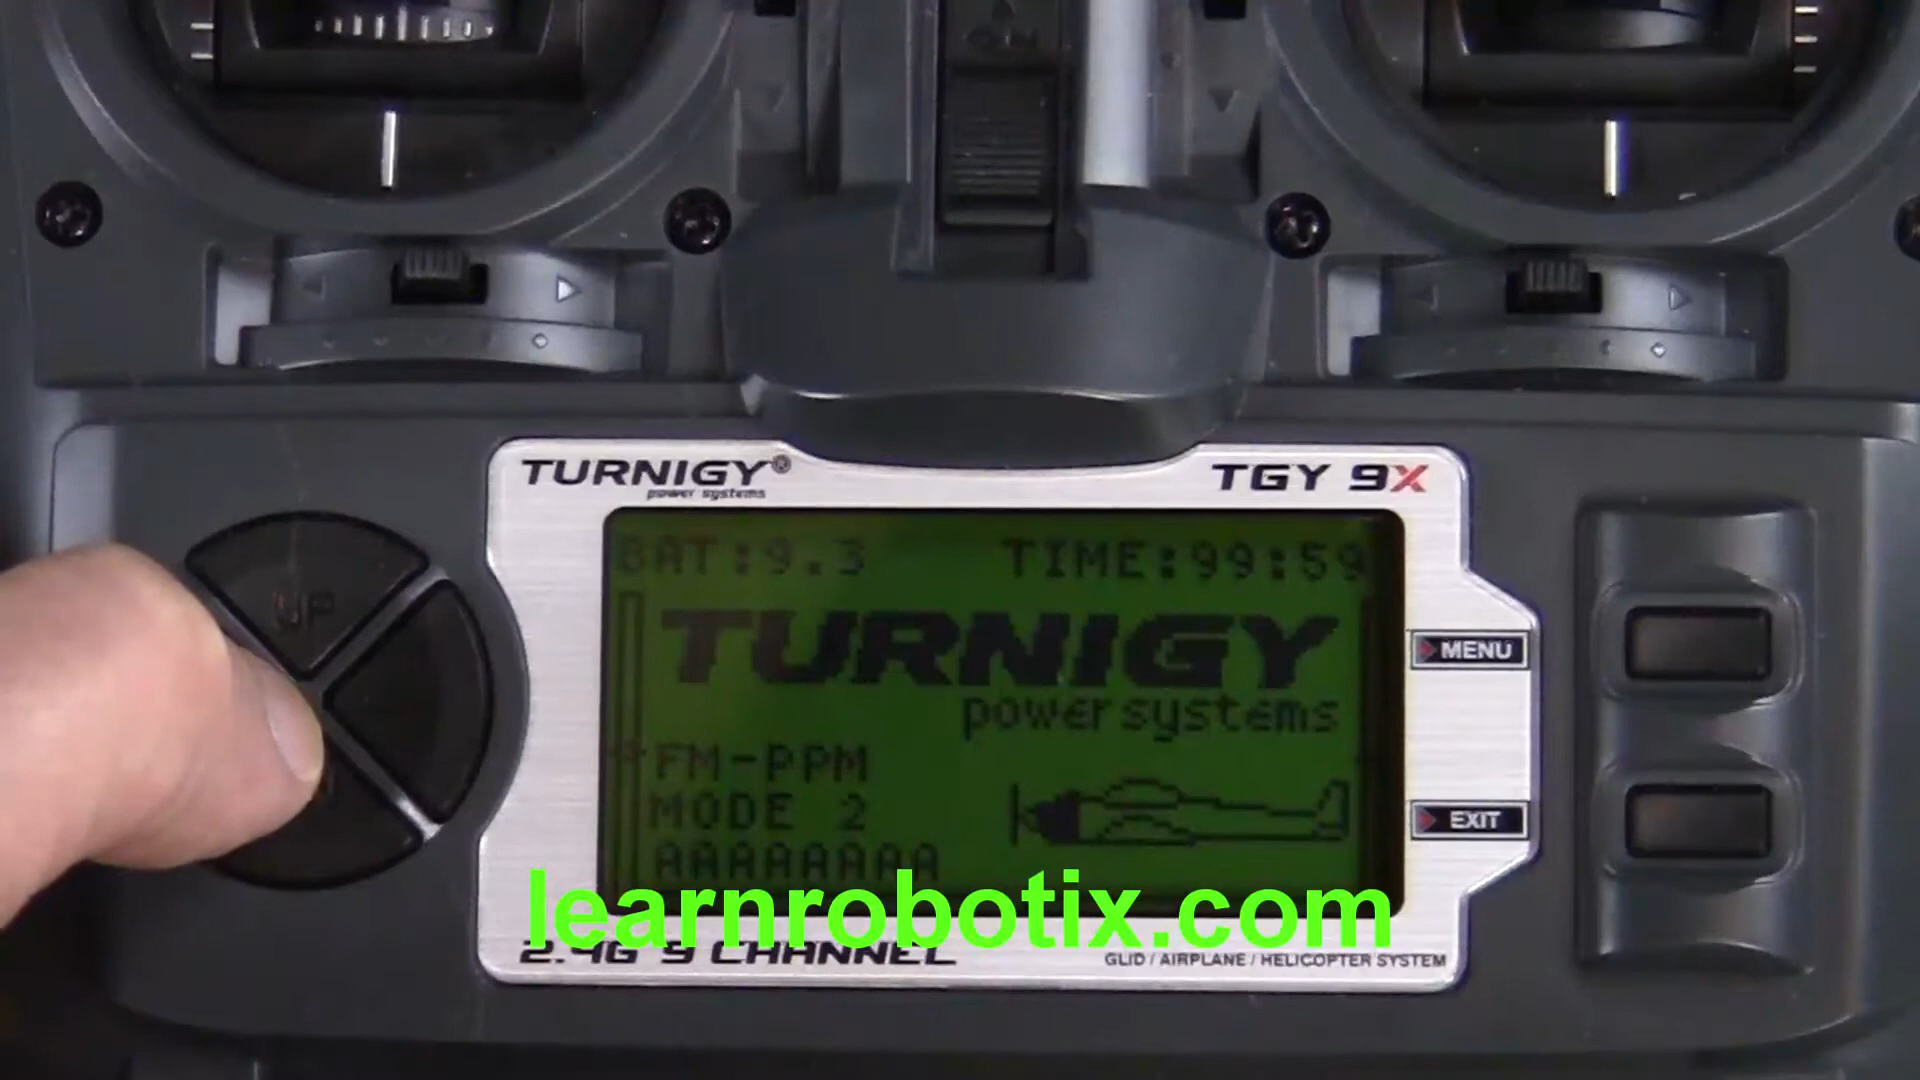 TURNIGY®
power systems
TGY 9X
BAT:9.3
TIME:99:59
TURNIGY
power systems
UP
MENU
FM-PPM
MODE 2
EXIT
AAAAAAAA
learnrobotix.com
2.4G 9 CHANNEL
GLID / AIRPLANE / HELICOPTER SYSTEM